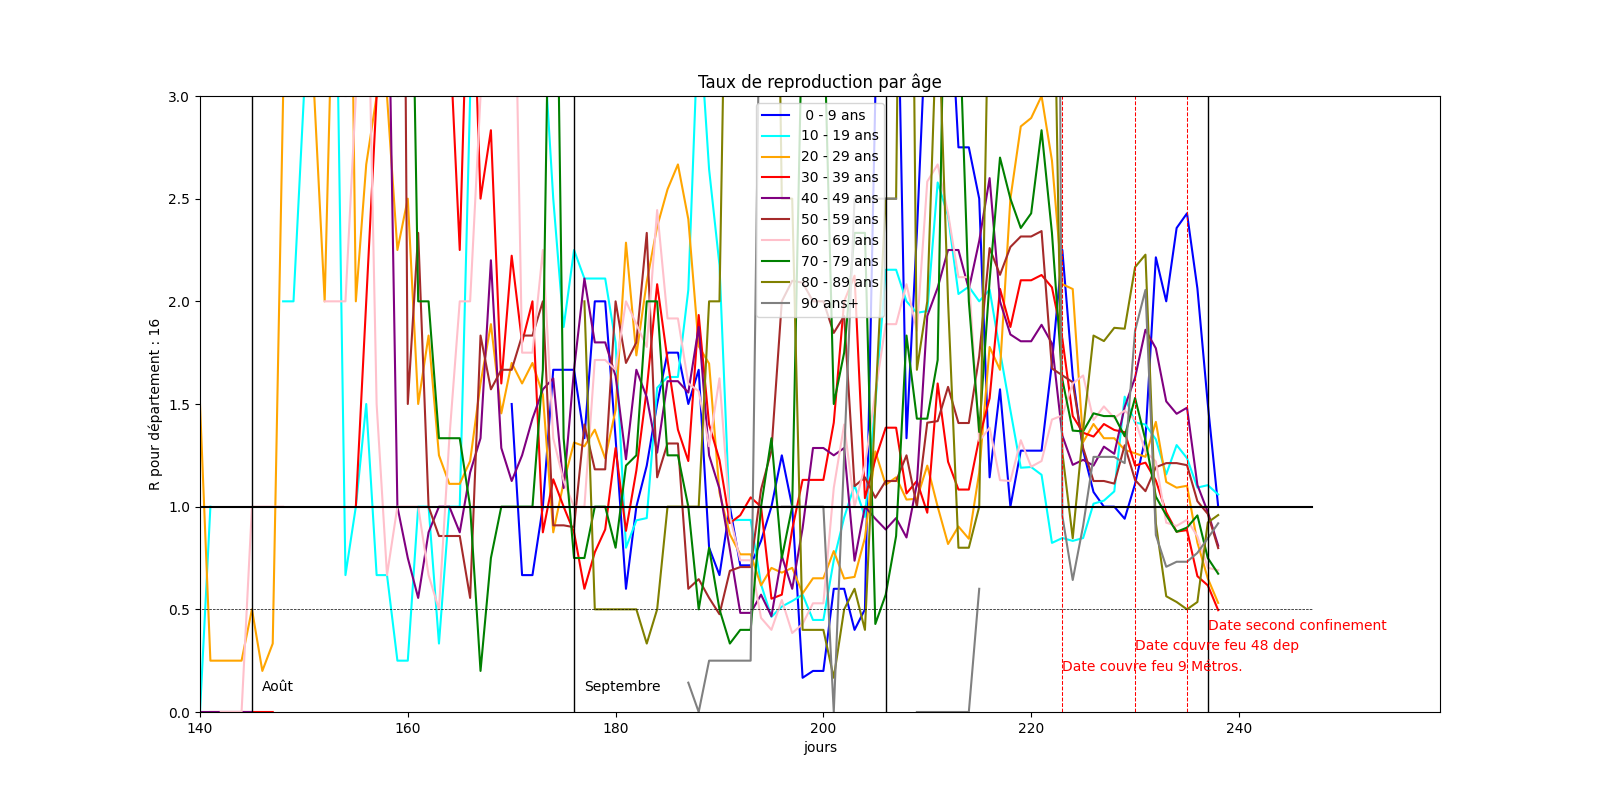 Taux de reproduction par âge
R pour département : 16
3.0
2.5
2.0
1.5
1.0
0.5
0.0
0 - 9 ans
10 - 19 ans
20 - 29 ans
30 - 39 ans
40 - 49 ans
50 - 59 ans
60 - 69 ans
70 - 79 ans
80 - 89 ans
90 ans+
Date second confinement
Date couvre feu 48 dep
Date couvre feu 9 Métros.
Août
Septembre
140
160
180
200
220
240
jours